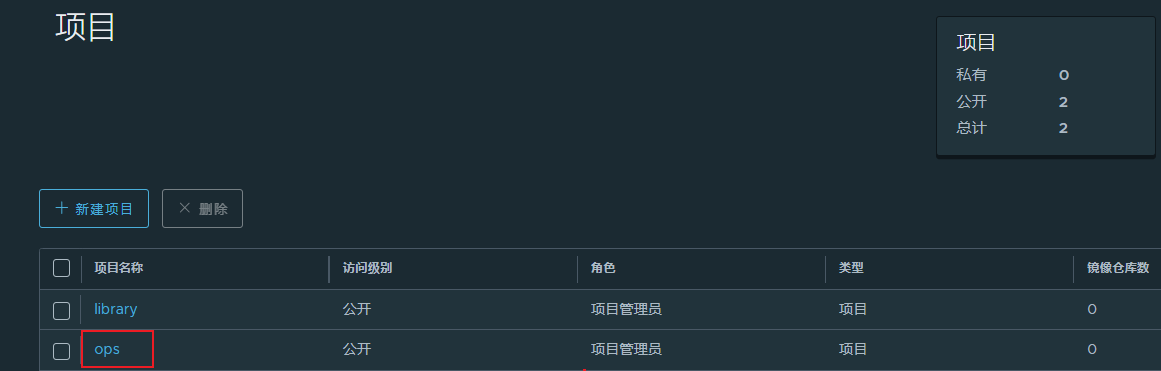 项目
项目
私有 0
公开 2
总计 2
新建项目 删除
项目名称 访问级别 角色 类型 镜像仓库数
library 公开 项目管理员 项目 0
ops 公开 项目管理员 项目 0